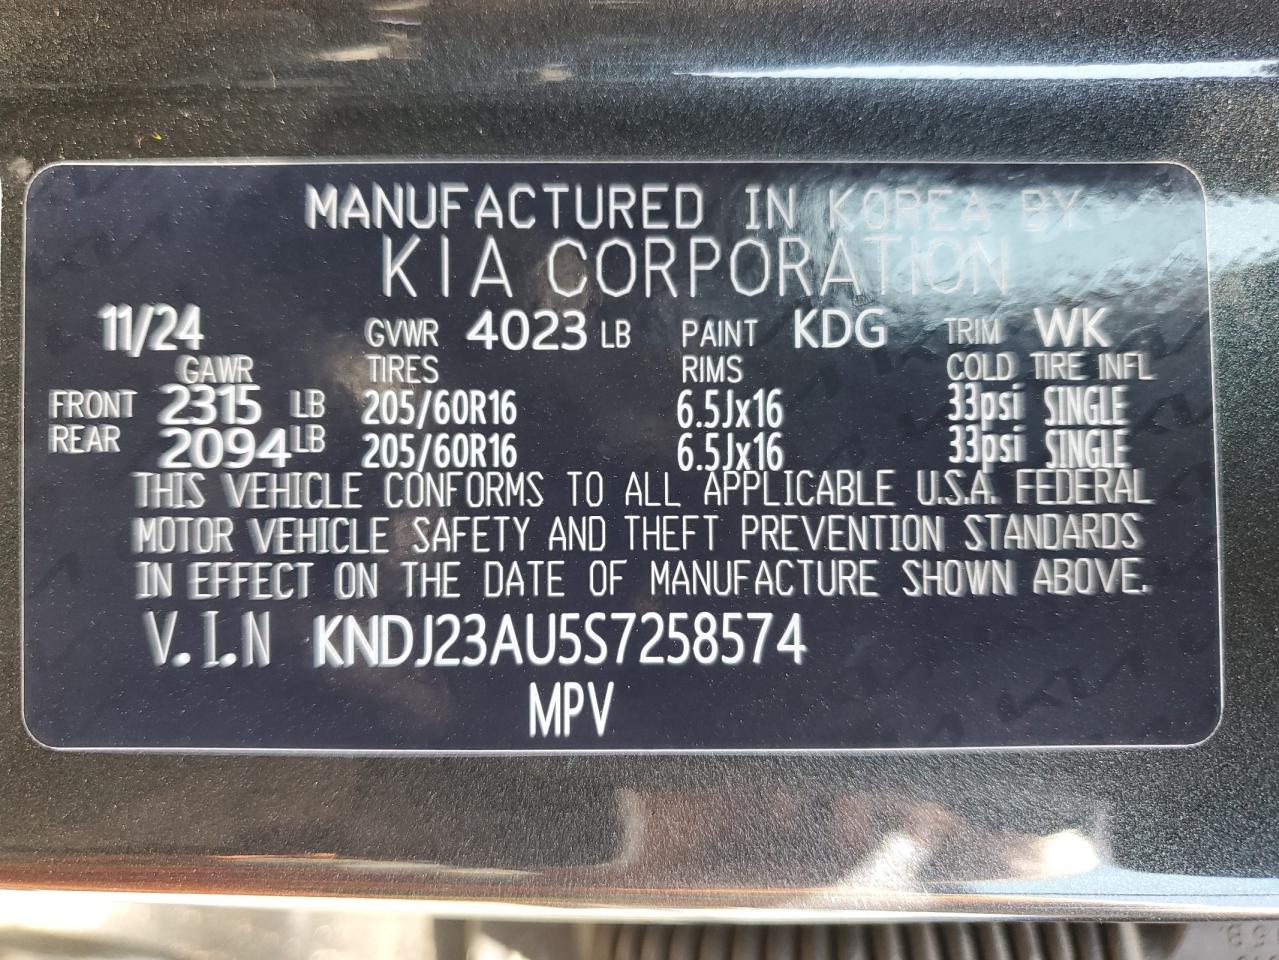 MANUFACTURED IN KOREA BY
KIA CORPORATION
11/24 GVWR 4023 LB PAINT KDG TRIM WK
GAWR TIRES RIMS COLD TIRE INFL
FRONT 2315 LB 205/60R16 6.5Jx16 33psi SINGLE
REAR 2094 LB 205/60R16 6.5Jx16 33psi SINGLE
THIS VEHICLE CONFORMS TO ALL APPLICABLE U.S.A. FEDERAL
MOTOR VEHICLE SAFETY AND THEFT PREVENTION STANDARDS
IN EFFECT ON THE DATE OF MANUFACTURE SHOWN ABOVE.
V.I.N KNDJ23AU5S7258574
MPV